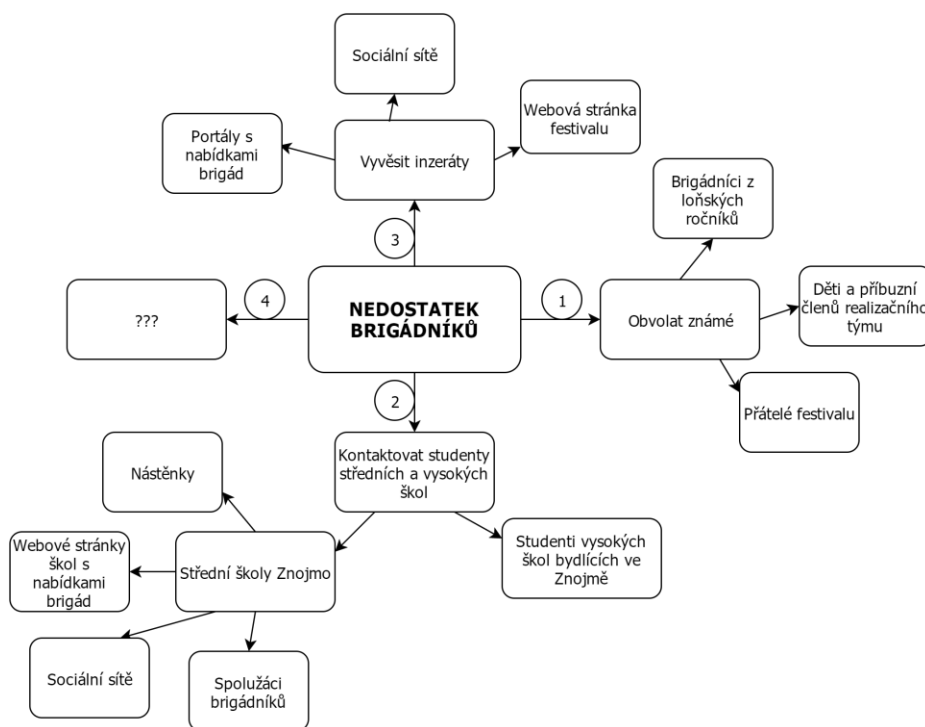 Sociální sítě
Webová stránka
festivalu
Portály s
nabídkami
brigád
Vyvěsit inzeráty
Brigádníci z
loňských
ročníků
3
???
4
NEDOSTATEK
BRIGÁDNÍKŮ
1
Obvolat známé
Děti a příbuzní
členů realizačního
týmu
2
Přátelé festivalu
Kontaktovat studenty
středních a vysokých
škol
Nástěnky
Webové stránky
škol s
nabídkami
brigád
Střední školy Znojmo
Studenti vysokých
škol bydlících ve
Znojmě
Sociální sítě
Spolužáci
brigádníků